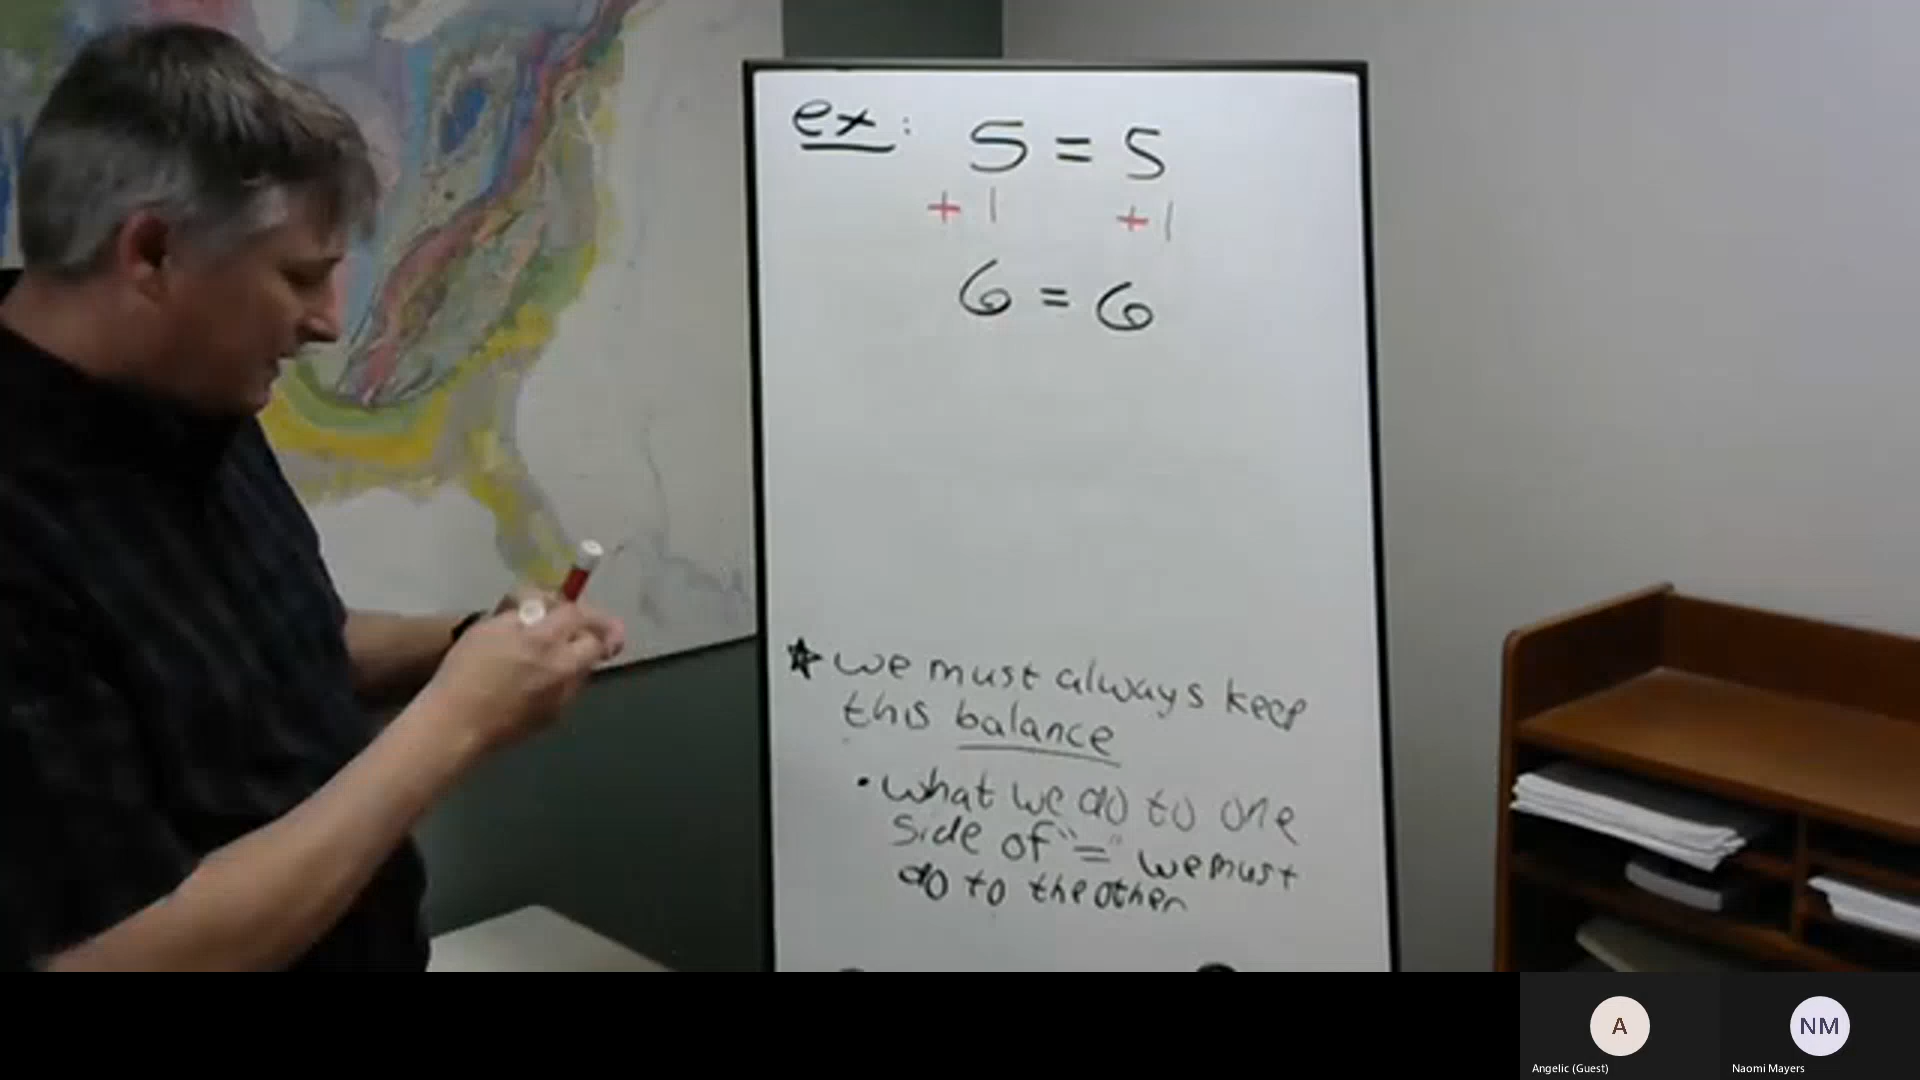 ex: 5 = 5
+ 1 + 1
6 = 6
☆ we must always keep
this balance
• what we do to one
side of "=" we must
do to the other
A
NM
Angelic (Guest)
Naomi Mayers